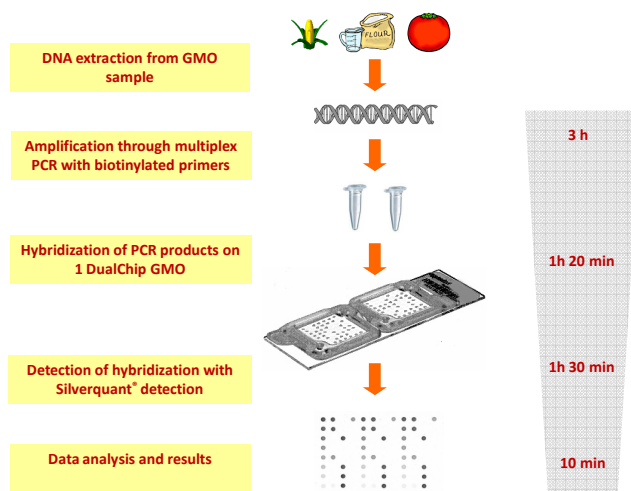 DNA extraction from GMO
sample
FLOUR
Amplification through multiplex
PCR with biotinylated primers
3 h
Hybridization of PCR products on
1 DualChip GMO
1h 20 min
Detection of hybridization with
Silverquant® detection
1h 30 min
Data analysis and results
10 min